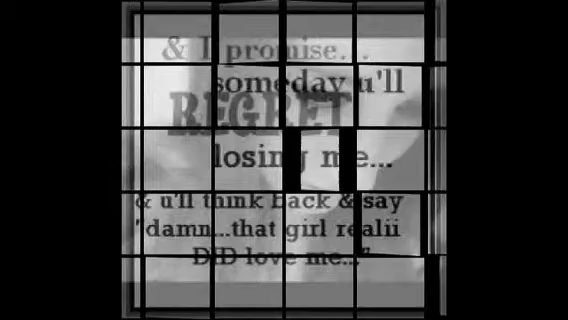 & I promise...
someday u'll
REGRET
losing me...
& u'll think back & say
"damn...that girl realii
DID love me..."